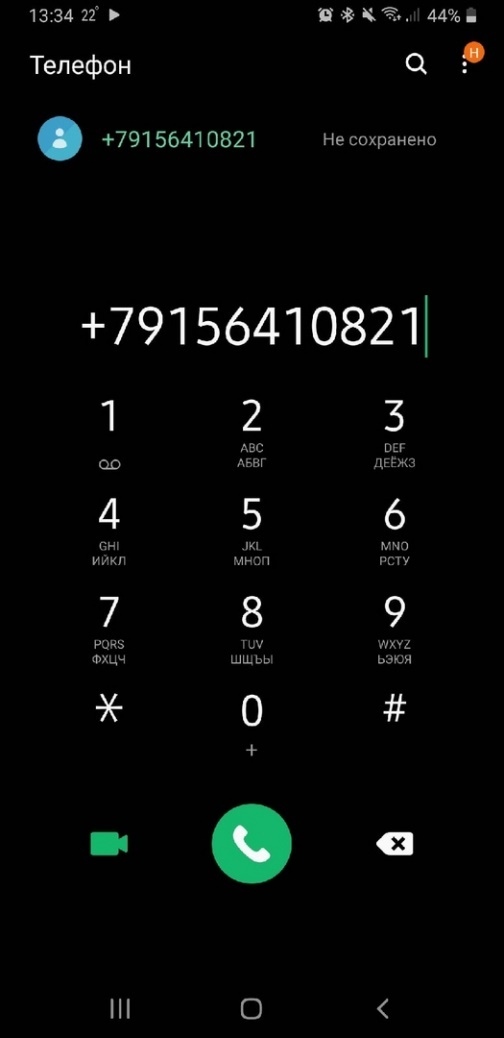 13:34 22° 44%
Телефон
Н
+79156410821 Не сохранено
+79156410821
1 2 3
ABC DEF
АБВГ ДЕЁЖЗ
4 5 6
GHI JKL MNO
ИЙКЛ МНОП РСТУ
7 8 9
PQRS TUV WXYZ
ФХЦЧ ШЩЪЫ ЬЭЮЯ
* 0 #
+